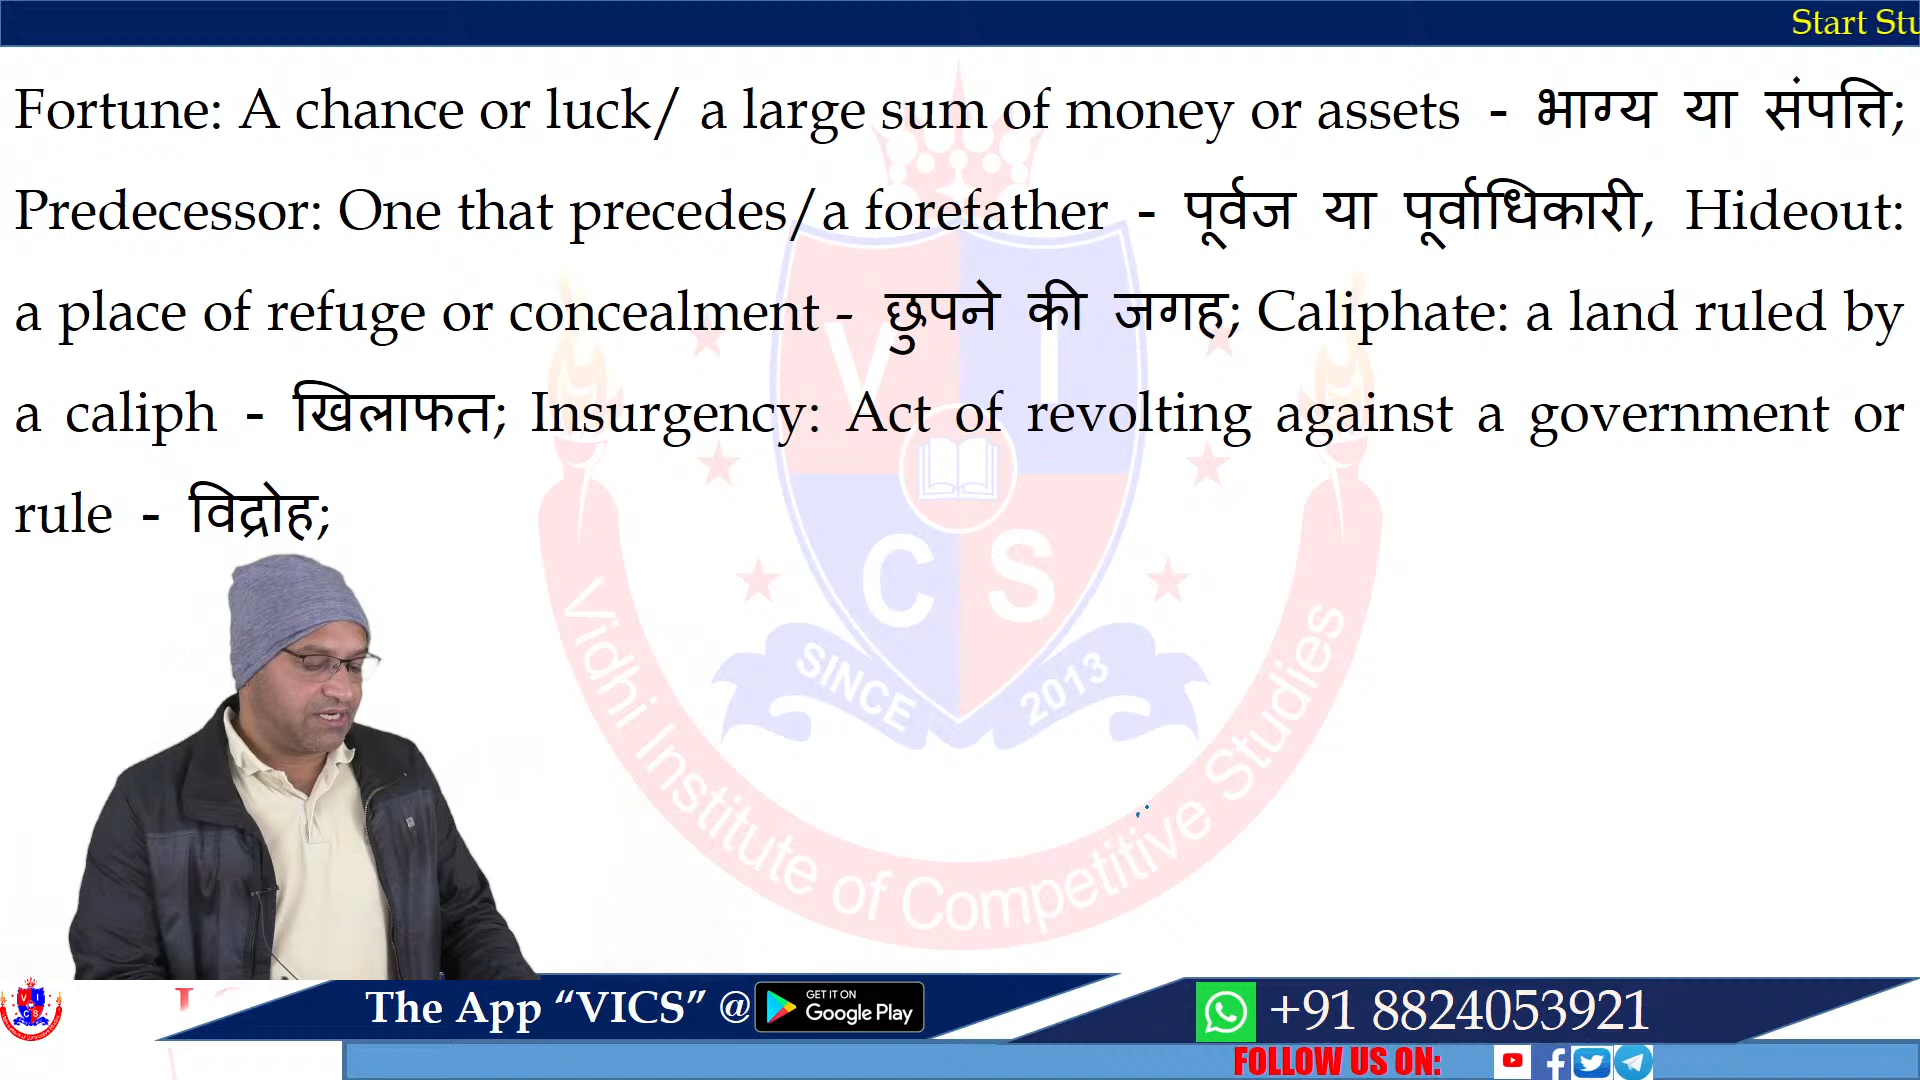 Start Stu
Fortune: A chance or luck/ a large sum of money or assets - भाग्य या संपत्ति;
Predecessor: One that precedes/a forefather - पूर्वज या पूर्वाधिकारी, Hideout:
a place of refuge or concealment - छुपने की जगह; Caliphate: a land ruled by
a caliph - खिलाफत; Insurgency: Act of revolting against a government or
rule - विद्रोह;
V I
C S
SINCE 2013
Vidhi Institute of Competitive Studies
The App “VICS” @ GET IT ON Google Play
+91 8824053921
FOLLOW US ON: